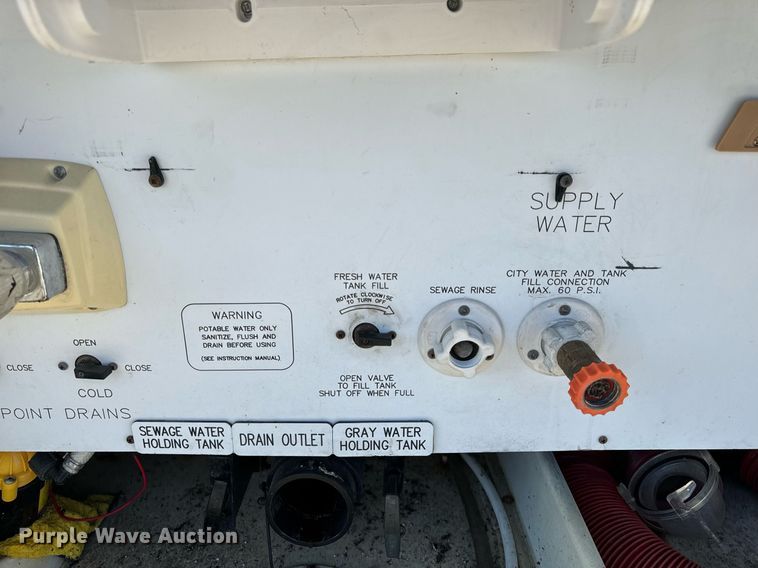 SUPPLY
WATER
FRESH WATER
TANK FILL
ROTATE CLOCKWISE
TO TURN OFF
SEWAGE RINSE
CITY WATER AND TANK
FILL CONNECTION
MAX. 60 P.S.I.
WARNING
POTABLE WATER ONLY
SANITIZE, FLUSH AND
DRAIN BEFORE USING
(SEE INSTRUCTION MANUAL)
OPEN
CLOSE
CLOSE
COLD
OPEN VALVE
TO FILL TANK
SHUT OFF WHEN FULL
POINT DRAINS
SEWAGE WATER
HOLDING TANK
DRAIN OUTLET
GRAY WATER
HOLDING TANK
Purple Wave Auction